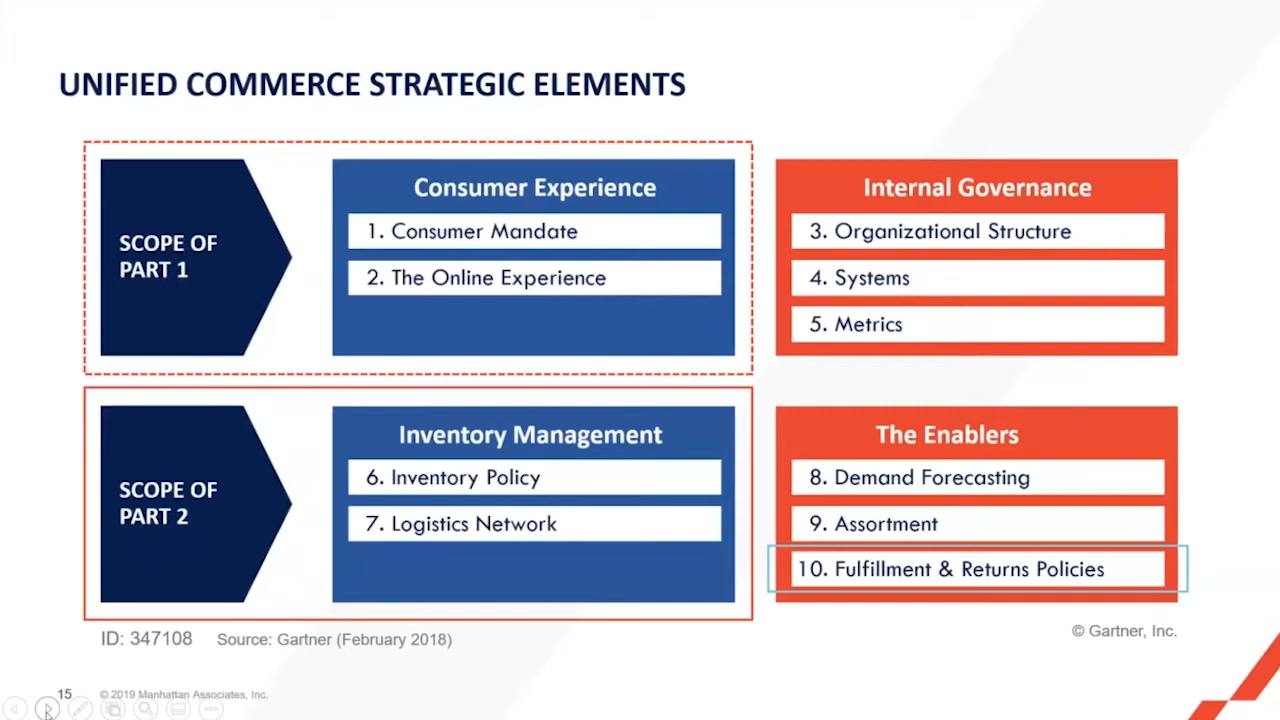 UNIFIED COMMERCE STRATEGIC ELEMENTS
SCOPE OF
PART 1
Consumer Experience
1. Consumer Mandate
2. The Online Experience
Internal Governance
3. Organizational Structure
4. Systems
5. Metrics
SCOPE OF
PART 2
Inventory Management
6. Inventory Policy
7. Logistics Network
The Enablers
8. Demand Forecasting
9. Assortment
10. Fulfillment & Returns Policies
ID: 347108 Source: Gartner (February 2018)
© Gartner, Inc.
15 © 2019 Manhattan Associates, Inc.